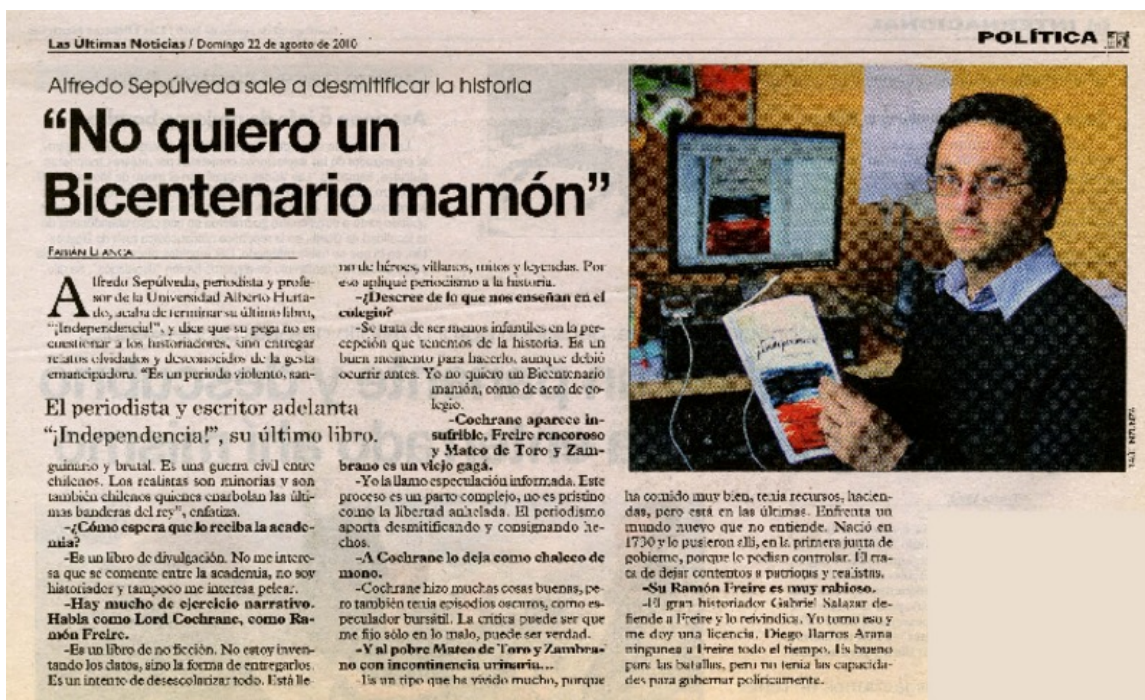 Las Últimas Noticias / Domingo 22 de agosto de 2010
POLÍTICA
Alfredo Sepúlveda sale a desmitificar la historia
“No quiero un
Bicentenario mamón”
FABIÁN LLANCA
Alfredo Sepúlveda, periodista y profe-
sor de la Universidad Alberto Hurta-
do, acaba de terminar su último libro,
“¡Independencia!”, y dice que su pega no es
cuestionar a los historiadores, sino entregar
relatos olvidados y desconocidos de la gesta
emancipadora. “Es un periodo violento, san-
El periodista y escritor adelanta
“¡Independencia!”, su último libro.
guinario y brutal. Es una guerra civil entre
chilenos. Los realistas son minorías y son
también chilenos quienes enarbolan las últi-
mas banderas del rey”, enfatiza.
-¿Cómo espera que lo reciba la acade-
mia?
-Es un libro de divulgación. No me intere-
sa que se comente entre la academia, no soy
historiador y tampoco me interesa pelear.
-Hay mucho de ejercicio narrativo.
Habla como Lord Cochrane, como Ra-
món Freire.
-Es un libro de no ficción. No estoy inven-
tando los datos, sino la forma de entregarlos.
Es un intento de desescolarizar todo. Está lle-
no de héroes, villanos, mitos y leyendas. Por
eso apliqué periodismo a la historia.
-¿Descree de lo que nos enseñan en el
colegio?
-Se trata de ser menos infantiles en la per-
cepción que tenemos de la historia. Es un
buen momento para hacerlo, aunque debió
ocurrir antes. Yo no quiero un Bicentenario
mamón, como de acto de co-
legio.
-Cochrane aparece in-
sufrible, Freire rencoroso
y Mateo de Toro y Zam-
brano es un viejo gagá.
-Yo la llamo especulación informada. Este
proceso es un parto complejo, no es prístino
como la libertad anhelada. El periodismo
aporta desmitificando y consignando he-
chos.
-A Cochrane lo deja como chaleco de
mono.
-Cochrane hizo muchas cosas buenas, pe-
ro también tenía episodios oscuros, como es-
peculador bursátil. La crítica puede ser que
me fijo sólo en lo malo, puede ser verdad.
-Y al pobre Mateo de Toro y Zambra-
no con incontinencia urinaria...
-Es un tipo que ha vivido mucho, porque
ha comido muy bien, tenía recursos, hacien-
das, pero está en las últimas. Enfrenta un
mundo nuevo que no entiende. Nació en
1730 y lo pusieron allí, en la primera junta de
gobierno, porque lo podían controlar. El tra-
ta de dejar contentos a patriotas y realistas.
-Su Ramón Freire es muy rabioso.
-El gran historiador Gabriel Salazar de-
fiende a Freire y lo reivindica. Yo tomo eso y
me doy una licencia. Diego Barros Arana
ningunea a Freire todo el tiempo. Es bueno
para las batallas, pero no tenía las capacida-
des para gobernar políticamente.